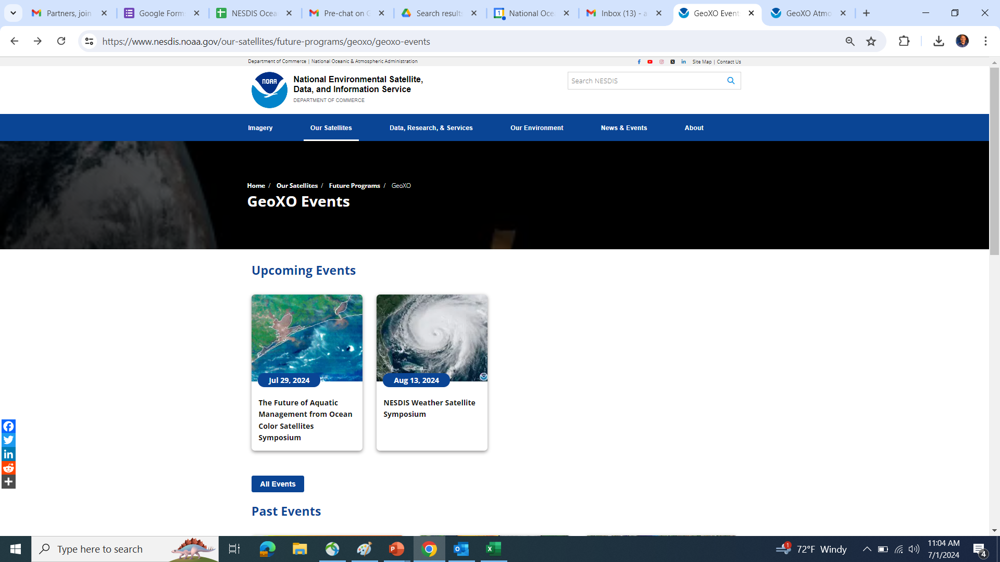 Partners, join
Google Form
NESDIS Ocea
Pre-chat on G
Search results
National Oce
Inbox (13) - a
GeoXO Event
GeoXO Atmo
https://www.nesdis.noaa.gov/our-satellites/future-programs/geoxo/geoxo-events
Department of Commerce | National Oceanic & Atmospheric Administration
Site Map | Contact Us
NOAA
National Environmental Satellite,
Data, and Information Service
DEPARTMENT OF COMMERCE
Search NESDIS
Imagery
Our Satellites
Data, Research, & Services
Our Environment
News & Events
About
Home / Our Satellites / Future Programs / GeoXO
GeoXO Events
Upcoming Events
Jul 29, 2024
The Future of Aquatic
Management from Ocean
Color Satellites
Symposium
Aug 13, 2024
NESDIS Weather Satellite
Symposium
All Events
Past Events
Type here to search
1
72°F Windy
11:04 AM
7/1/2024
4